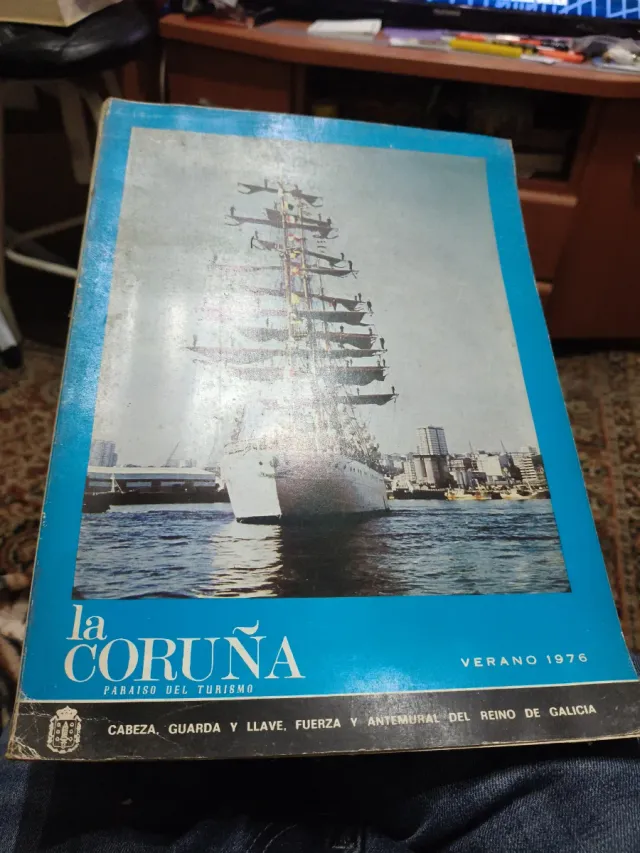 la
CORUÑA
PARAISO DEL TURISMO
VERANO 1976
CABEZA, GUARDA Y LLAVE, FUERZA Y ANTEMURAL DEL REINO DE GALICIA